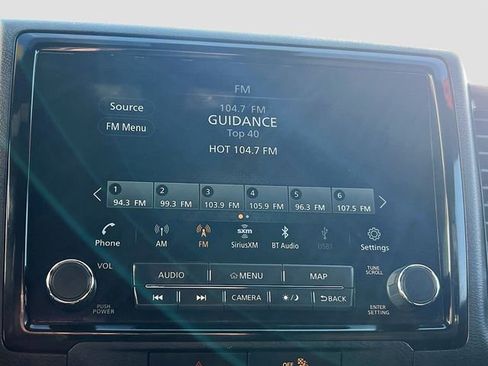 FM
Source
104.7 FM
GUIDANCE
FM Menu
Top 40
HOT 104.7 FM
1 2 3 4 5 6
94.3 FM 99.3 FM 103.9 FM 105.9 FM 96.3 FM 107.5 FM
Phone AM FM SiriusXM BT Audio USB1 Settings
sxm
VOL
AUDIO MENU MAP
TUNE
SCROLL
PUSH
POWER
CAMERA BACK
ENTER
SETTING
OFF